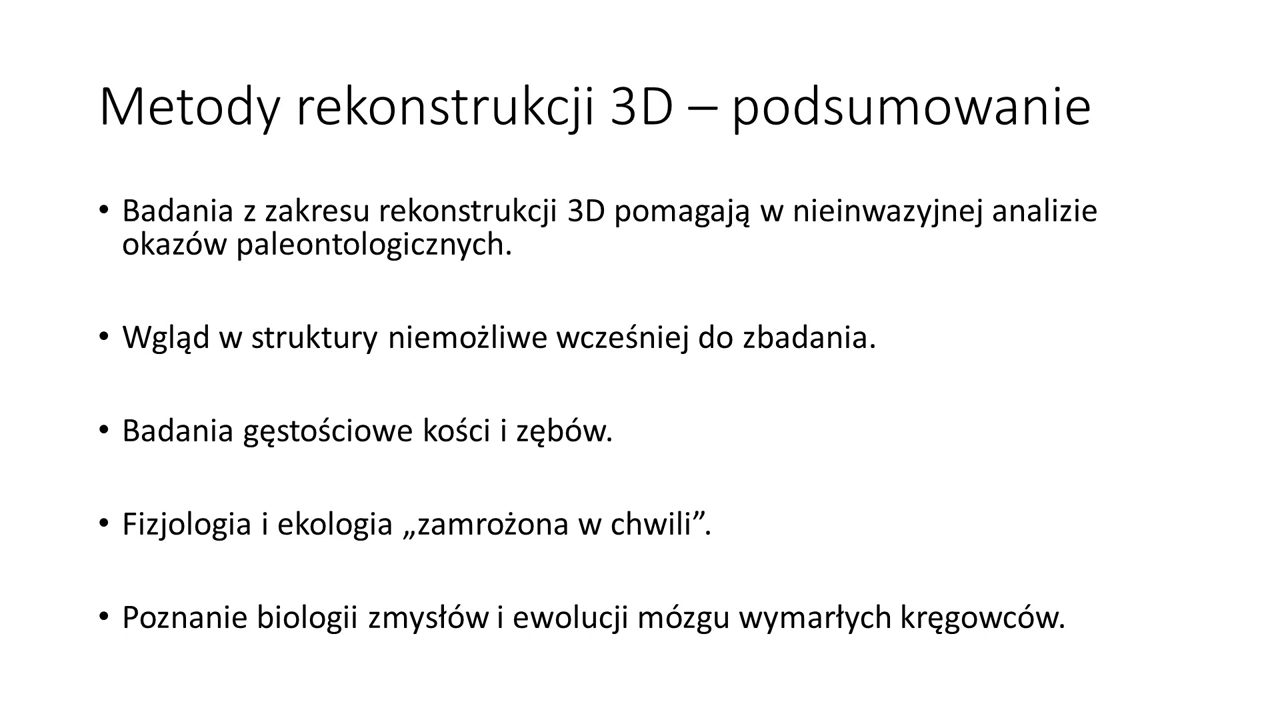 Metody rekonstrukcji 3D – podsumowanie
• Badania z zakresu rekonstrukcji 3D pomagają w nieinwazyjnej analizie
okazów paleontologicznych.
• Wgląd w struktury niemożliwe wcześniej do zbadania.
• Badania gęstościowe kości i zębów.
• Fizjologia i ekologia „zamrożona w chwili”.
• Poznanie biologii zmysłów i ewolucji mózgu wymarłych kręgowców.